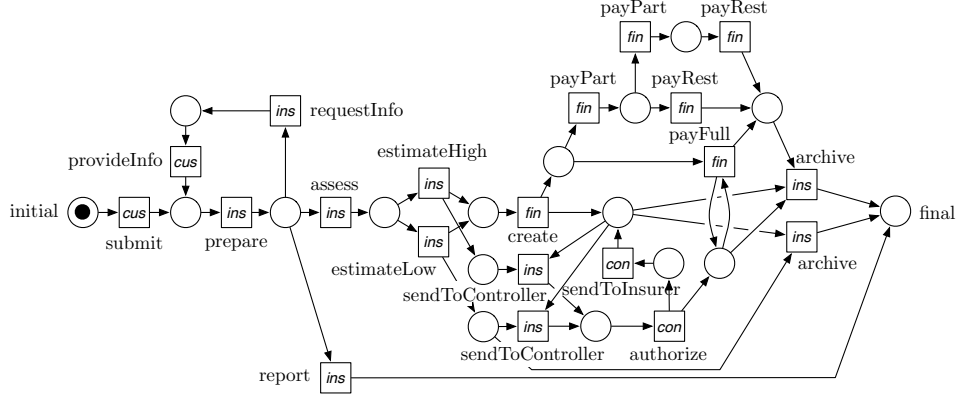 payPart payRest
fin fin
payPart payRest
fin fin
ins requestInfo
payFull
provideInfo cus
estimateHigh
fin
archive
assess
ins
ins
initial cus ins ins fin final
submit prepare
create
ins
ins
estimateLow
archive
ins con
sendToController sendToInsurer
ins con
sendToController authorize
report ins